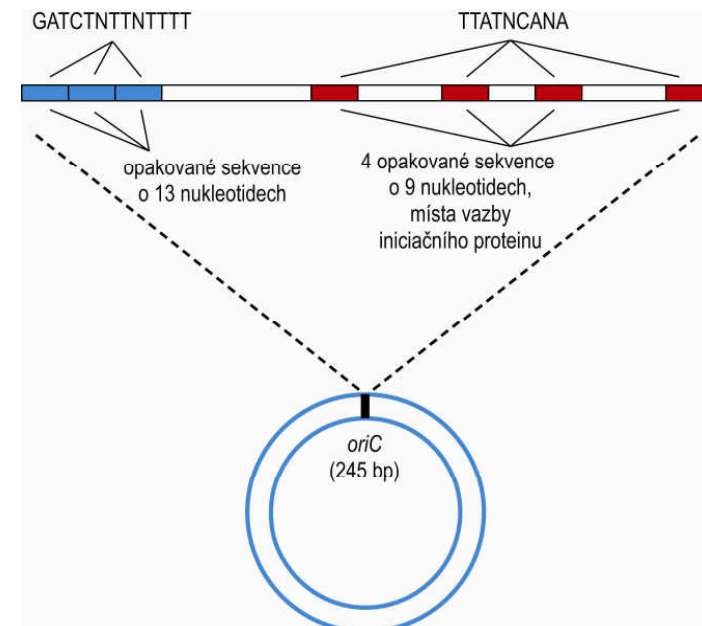 GATCTNTTNTTTT
TTATNCANA
opakované sekvence
o 13 nukleotidech
4 opakované sekvence
o 9 nukleotidech,
místa vazby
iniciačního proteinu
oriC
(245 bp)